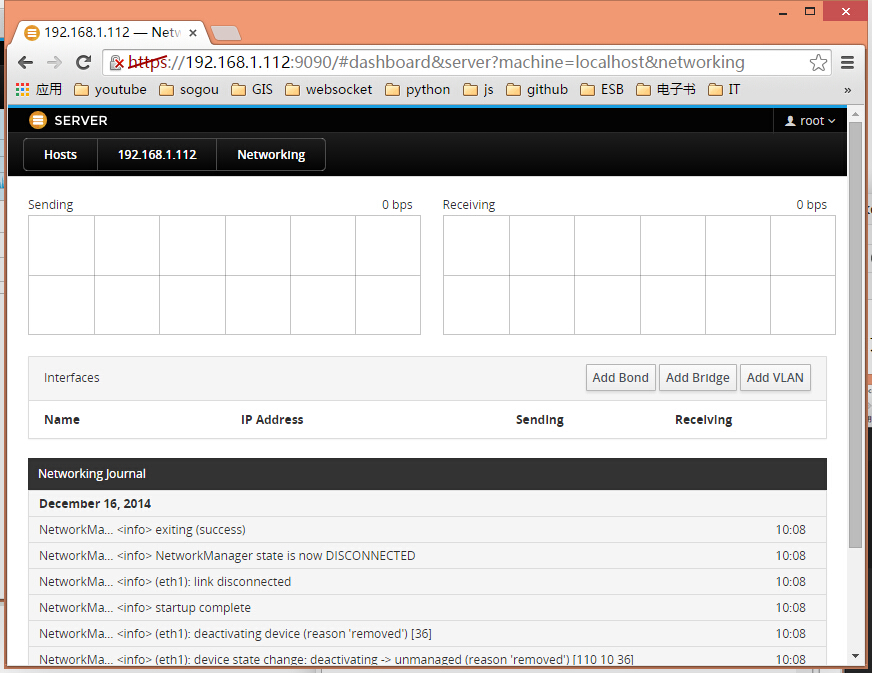 192.168.1.112 — Netw
https://192.168.1.112:9090/#dashboard&server?machine=localhost&networking
应用 youtube sogou GIS websocket python js github ESB 电子书 IT »
SERVER root
Hosts 192.168.1.112 Networking
Sending 0 bps Receiving 0 bps
Interfaces Add Bond Add Bridge Add VLAN
Name IP Address Sending Receiving
Networking Journal
December 16, 2014
NetworkMa... <info> exiting (success) 10:08
NetworkMa... <info> NetworkManager state is now DISCONNECTED 10:08
NetworkMa... <info> (eth1): link disconnected 10:08
NetworkMa... <info> startup complete 10:08
NetworkMa... <info> (eth1): deactivating device (reason 'removed') [36] 10:08
NetworkMa... <info> (eth1): device state change: deactivating -> unmanaged (reason 'removed') [110 10 36] 10:08